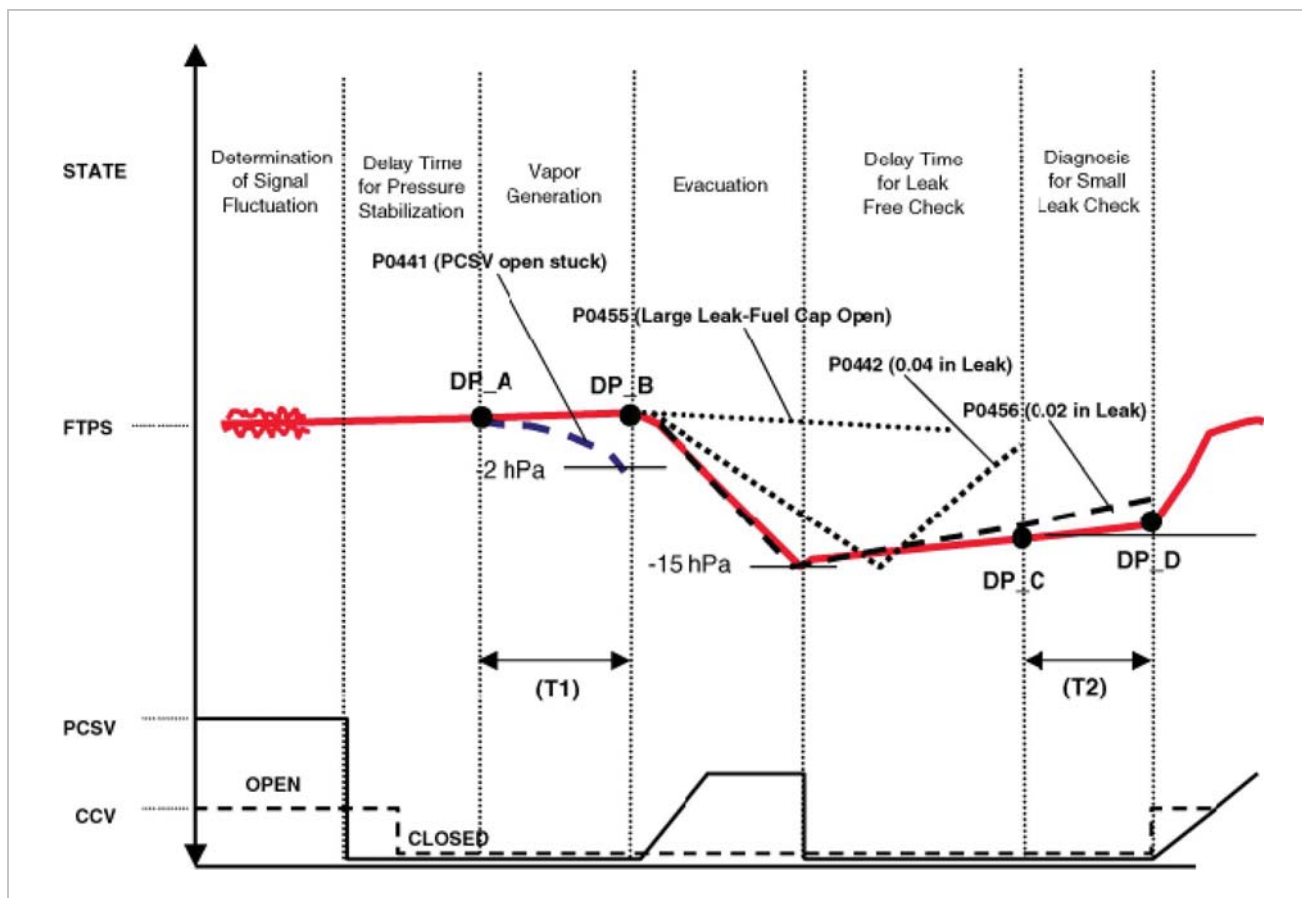 STATE
Determination
of Signal
Fluctuation
Delay Time
for Pressure
Stabilization
Vapor
Generation
Evacuation
Delay Time
for Leak
Free Check
Diagnosis
for Small
Leak Check
P0441 (PCSV open stuck)
P0455 (Large Leak-Fuel Cap Open)
P0442 (0.04 in Leak)
P0456 (0.02 in Leak)
DP_A
DP_B
FTPS
-2 hPa
-15 hPa
DP_C
DP_D
(T1)
(T2)
PCSV
OPEN
CCV
CLOSED